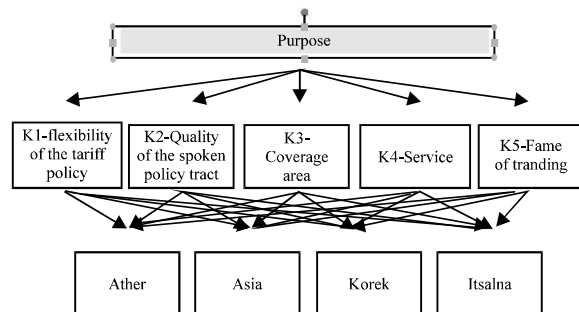 Purpose
K1-flexibility
of the tariff
policy
K2-Quality
of the spoken
policy tract
K3-
Coverage
area
K4-Service
K5-Fame
of tranding
Ather
Asia
Korek
Itsalna